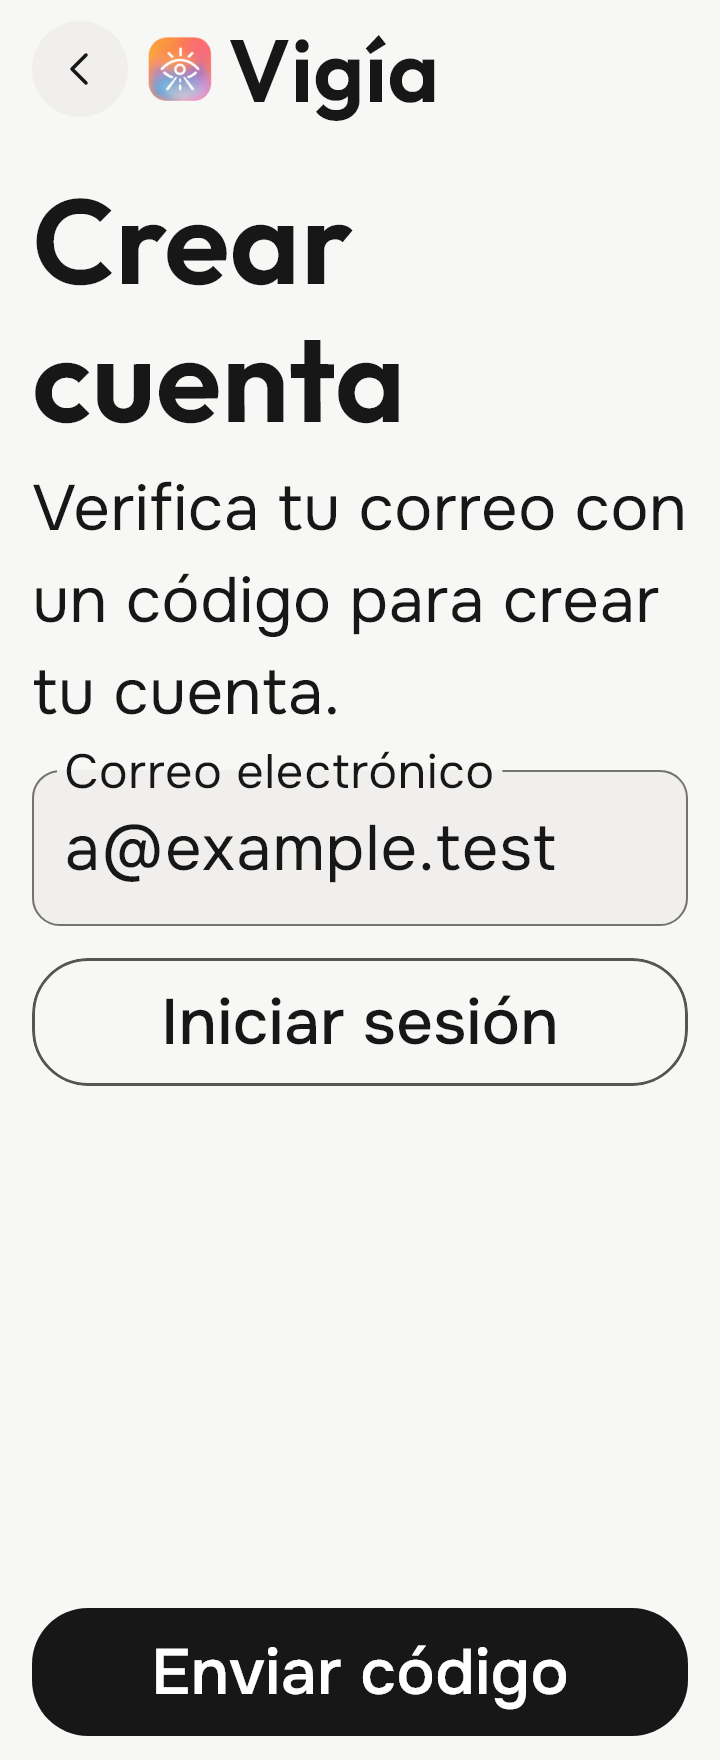 Vigía
Crear
cuenta
Verifica tu correo con
un código para crear
tu cuenta.
Correo electrónico
a@example.test
Iniciar sesión
Enviar código